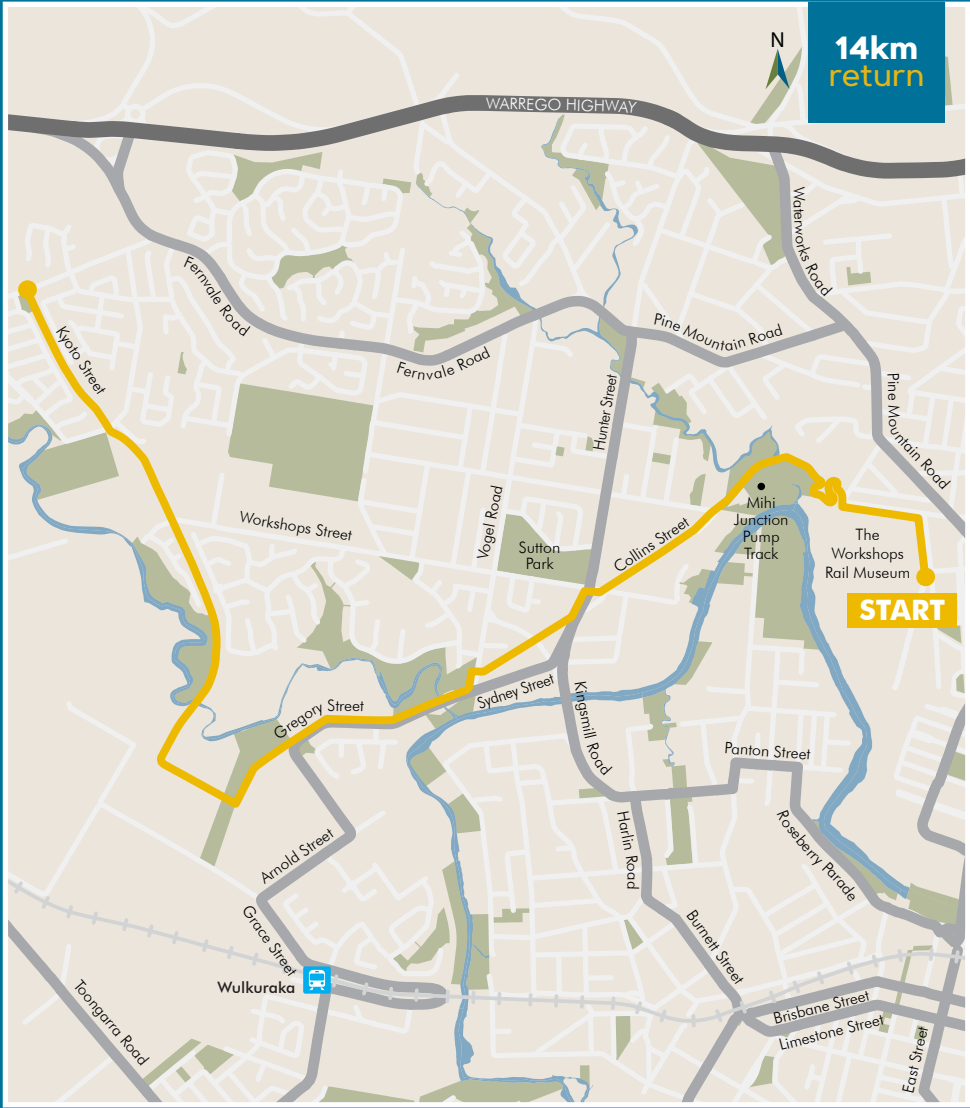 14km
return
N
WARREGO HIGHWAY
Waterworks Road
Fernvale Road
Fernvale Road
Pine Mountain Road
Pine Mountain Road
Kyoto Street
Hunter Street
Workshops Street
Vogel Road
Sutton
Park
Collins Street
Mihi
Junction
Pump
Track
The
Workshops
Rail Museum
START
Sydney Street
Gregory Street
Kingsmill Road
Panton Street
Arnold Street
Harlin Road
Roseberry Parade
Grace Street
Burnett Street
Wulkuraka
Toongarra Road
Brisbane Street
Limestone Street
East Street